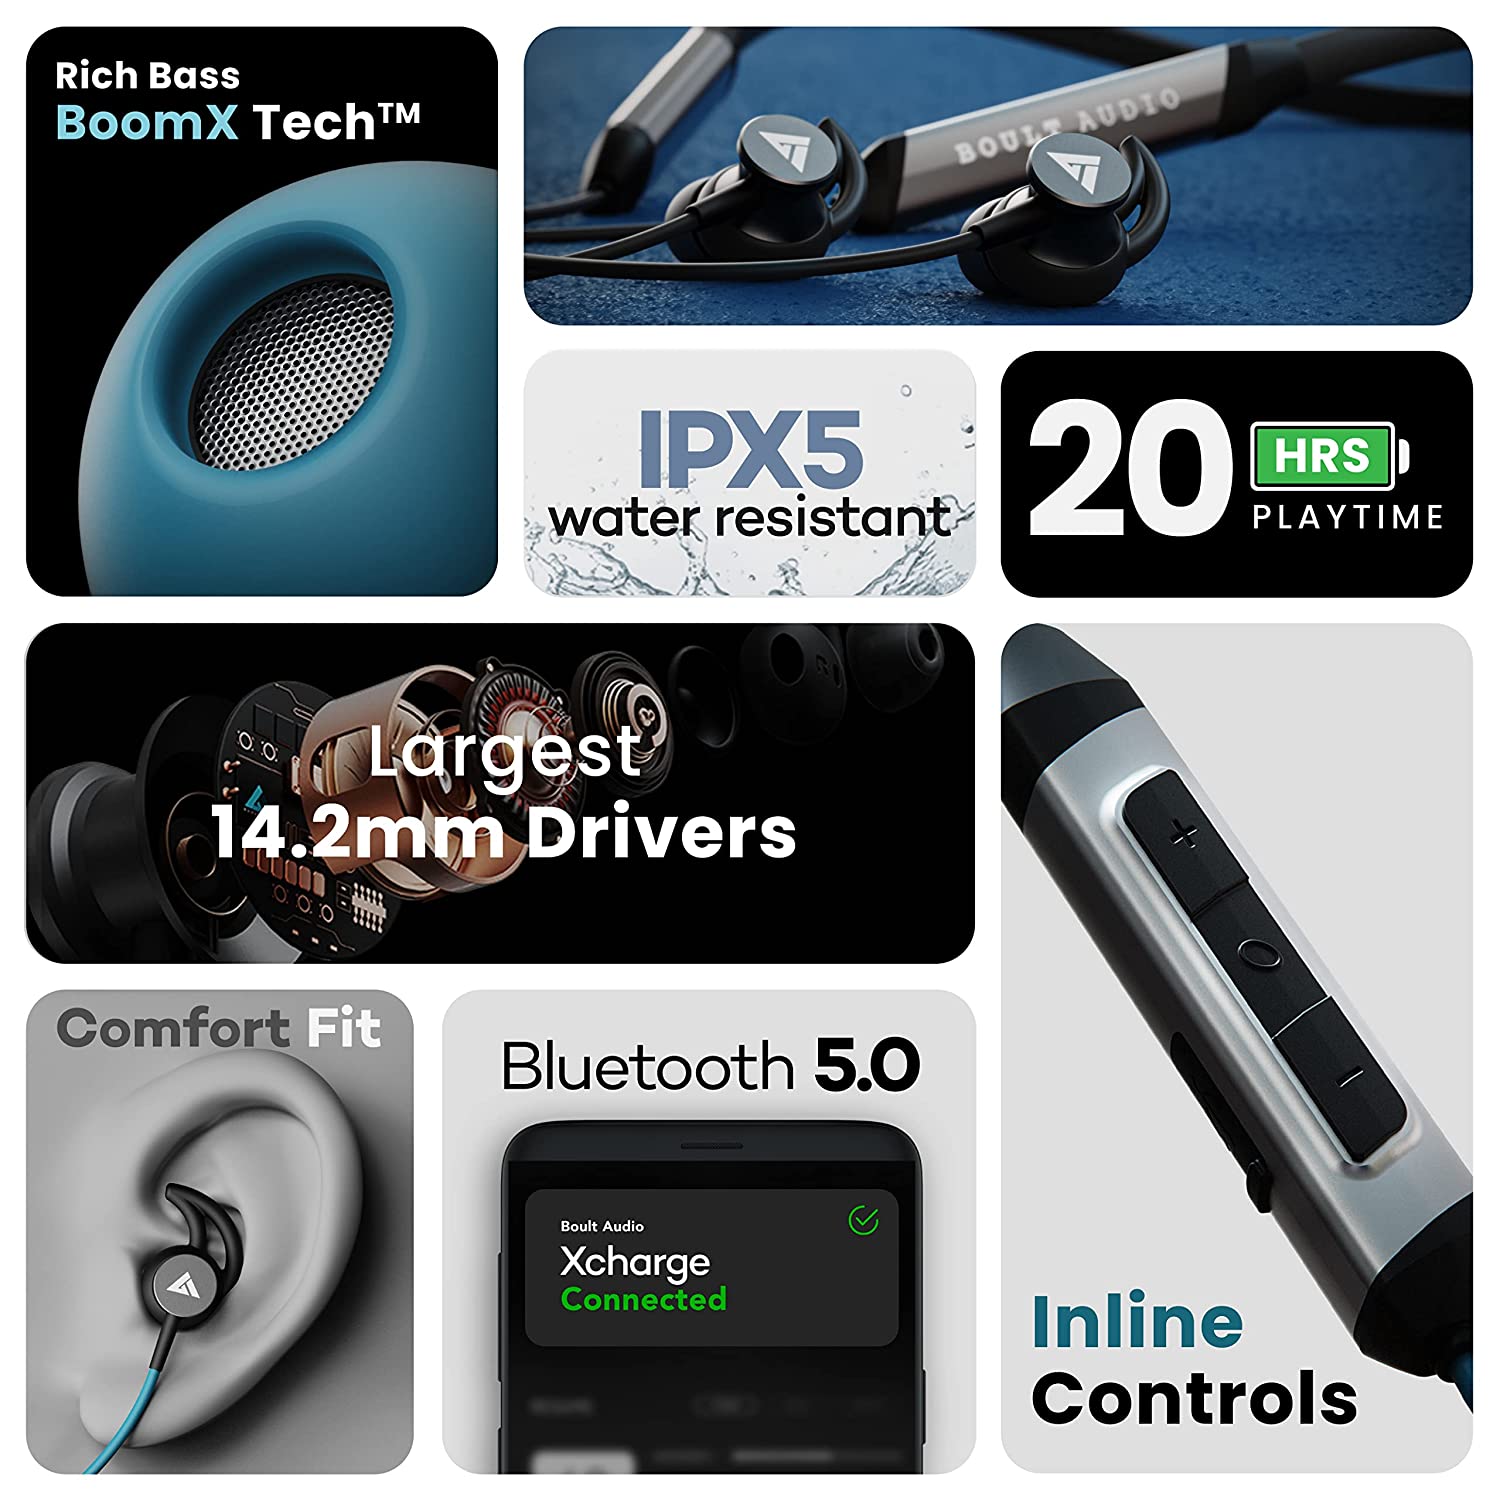 Rich Bass
BoomX Tech™
BOULT AUDIO
IPX5
water resistant
20 HRS
PLAYTIME
Largest
14.2mm Drivers
Comfort Fit
Bluetooth 5.0
Boult Audio
Xcharge
Connected
Inline
Controls